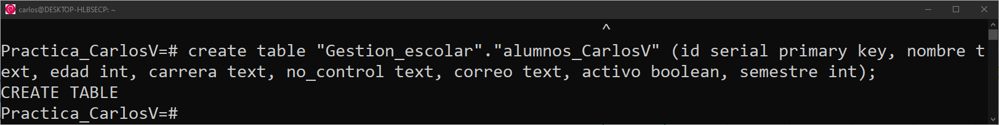 carlos@DESKTOP-HLBSECP: ~
^
Practica_CarlosV=# create table "Gestion_escolar"."alumnos_CarlosV" (id serial primary key, nombre t
ext, edad int, carrera text, no_control text, correo text, activo boolean, semestre int);
CREATE TABLE
Practica_CarlosV=#